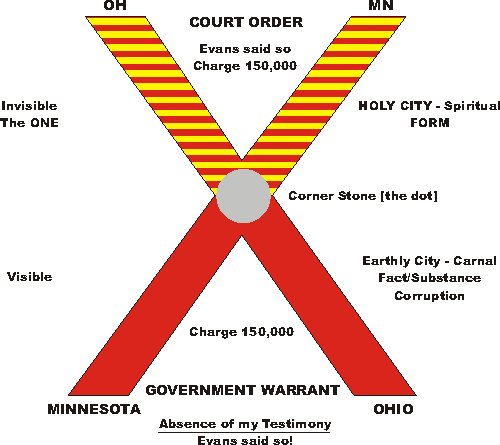 OH
MN
COURT ORDER
Evans said so
Charge 150,000
Invisible
The ONE
HOLY CITY - Spiritual
FORM
Corner Stone [the dot]
Visible
Earthly City - Carnal
Fact/Substance
Corruption
Charge 150,000
GOVERNMENT WARRANT
MINNESOTA
OHIO
Absence of my Testimony
Evans said so!